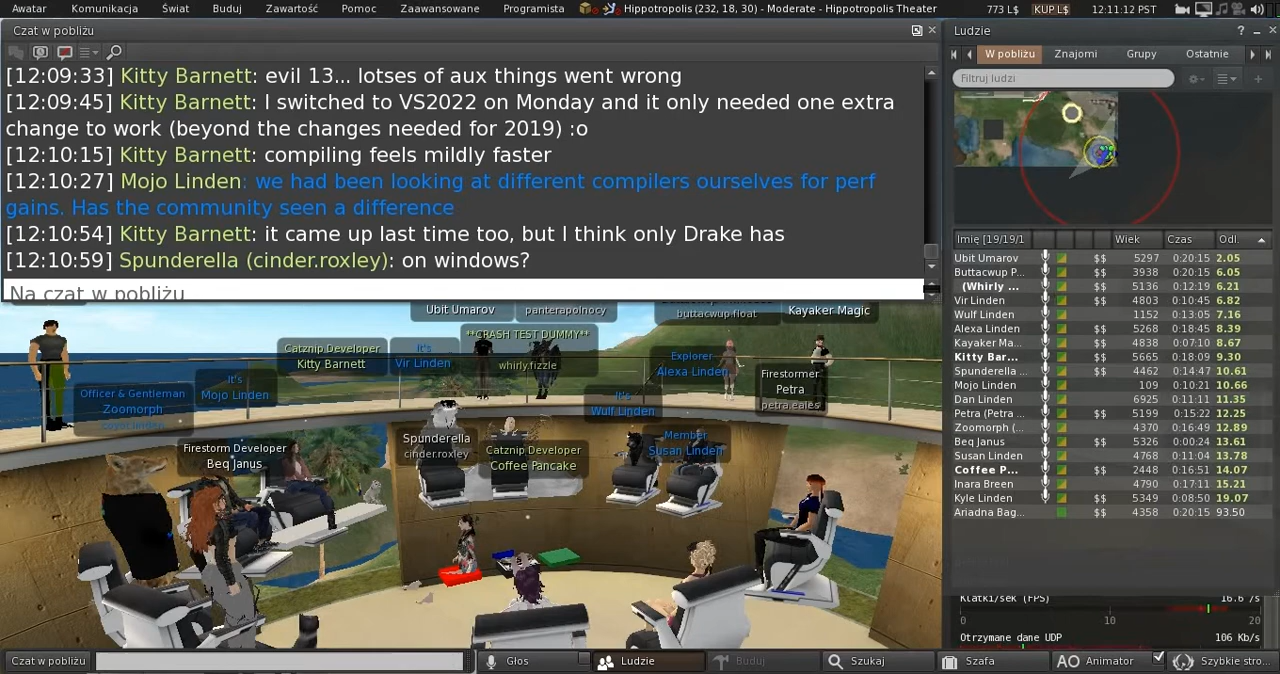 Awatar Komunikacja Świat Buduj Zawartość Pomoc Zaawansowane Programista Hippotropolis (232, 18, 30) - Moderate - Hippotropolis Theater 773 L$ KUP L$ 12:11:12 PST
Czat w pobliżu
[12:09:33] Kitty Barnett: evil 13... lotses of aux things went wrong
[12:09:45] Kitty Barnett: I switched to VS2022 on Monday and it only needed one extra
change to work (beyond the changes needed for 2019) :o
[12:10:15] Kitty Barnett: compiling feels mildly faster
[12:10:27] Mojo Linden: we had been looking at different compilers ourselves for perf
gains. Has the community seen a difference
[12:10:54] Kitty Barnett: it came up last time too, but I think only Drake has
[12:10:59] Spunderella (cinder.roxley): on windows?
Na czat w pobliżu
Ludzie
?
W pobliżu Znajomi Grupy Ostatnie
Filtruj ludzi
Imię [19/19/1 Wiek Czas Odl.
Ubit Umarov $$ 5297 0:20:15 2.05
Buttacwup P... $$ 3938 0:20:15 6.05
(Whirly ... $$ 5136 0:12:19 6.21
Vir Linden $$ 4803 0:10:45 6.82
Wulf Linden 1152 0:13:05 7.16
Alexa Linden $$ 5268 0:18:45 8.39
Kayaker Ma... $$ 4838 0:07:10 8.67
Kitty Bar... $$ 5665 0:18:09 9.30
Spunderella ... $$ 4462 0:14:47 10.61
Mojo Linden 109 0:10:21 10.66
Dan Linden 6925 0:11:11 11.35
Petra (Petra ... $$ 5199 0:15:22 12.25
Zoomorph (... 4370 0:16:49 12.89
Beq Janus $$ 5326 0:00:24 13.61
Susan Linden 4768 0:11:04 13.78
Coffee P... $$ 2448 0:16:51 14.07
Inara Breen 4790 0:17:11 15.21
Kyle Linden $$ 5349 0:08:50 19.07
Ariadna Bag... $$ 4358 0:20:15 93.50
Klatki/sek (FPS) 16.6 /s
0 10 20
Otrzymane dane UDP 106 Kb/s
Ubit Umarov
panterapolnocy
buttacwup.float
Kayaker Magic
**CRASH TEST DUMMY**
whirly.fizzle
Catznip Developer
Kitty Barnett
It's
Vir Linden
Explorer
Alexa Linden
Firestormer
Petra
petra eales
Officer & Gentleman
Zoomorph
coyot.linden
It's
Mojo Linden
It's
Wulf Linden
Firestorm Developer
Beq Janus
Spunderella
cinder.roxley
Catznip Developer
Coffee Pancake
Member
Susan Linden
Czat w pobliżu Głos Ludzie Buduj Szukaj Szafa AO Animator Szybkie stro...